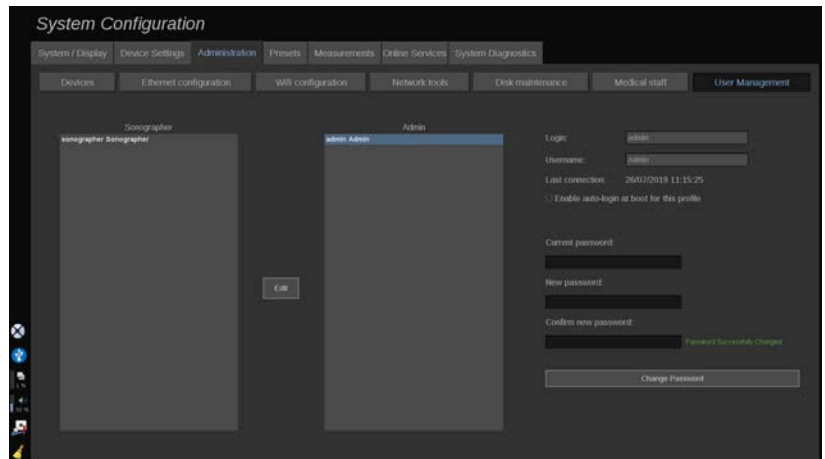 System Configuration
System / Display Device Settings Administration Presets Measurements Online Services System Diagnostics
Devices Ethernet configuration Wifi configuration Network tools Disk maintenance Medical staff User Management
Sonographer Admin
sonographer Sonographer
admin Admin
Login: admin
Username: Admin
Last connection: 26/07/2019 11:15:25
Enable auto-login at boot for this profile
Current password:
Edit
New password:
Confirm new password:
Password Successfully Changed
Change Password
1 %